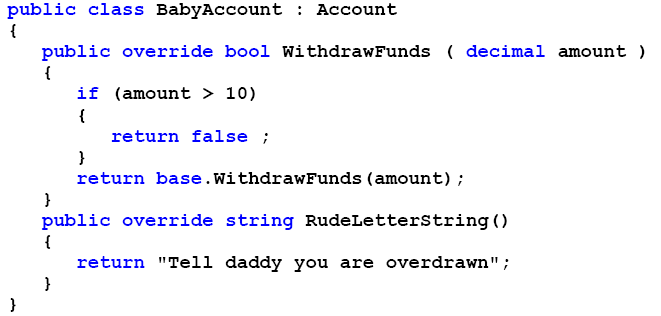 public class BabyAccount : Account
{
public override bool WithdrawFunds ( decimal amount )
{
if (amount > 10)
{
return false ;
}
return base.WithdrawFunds(amount);
}
public override string RudeLetterString()
{
return "Tell daddy you are overdrawn";
}
}